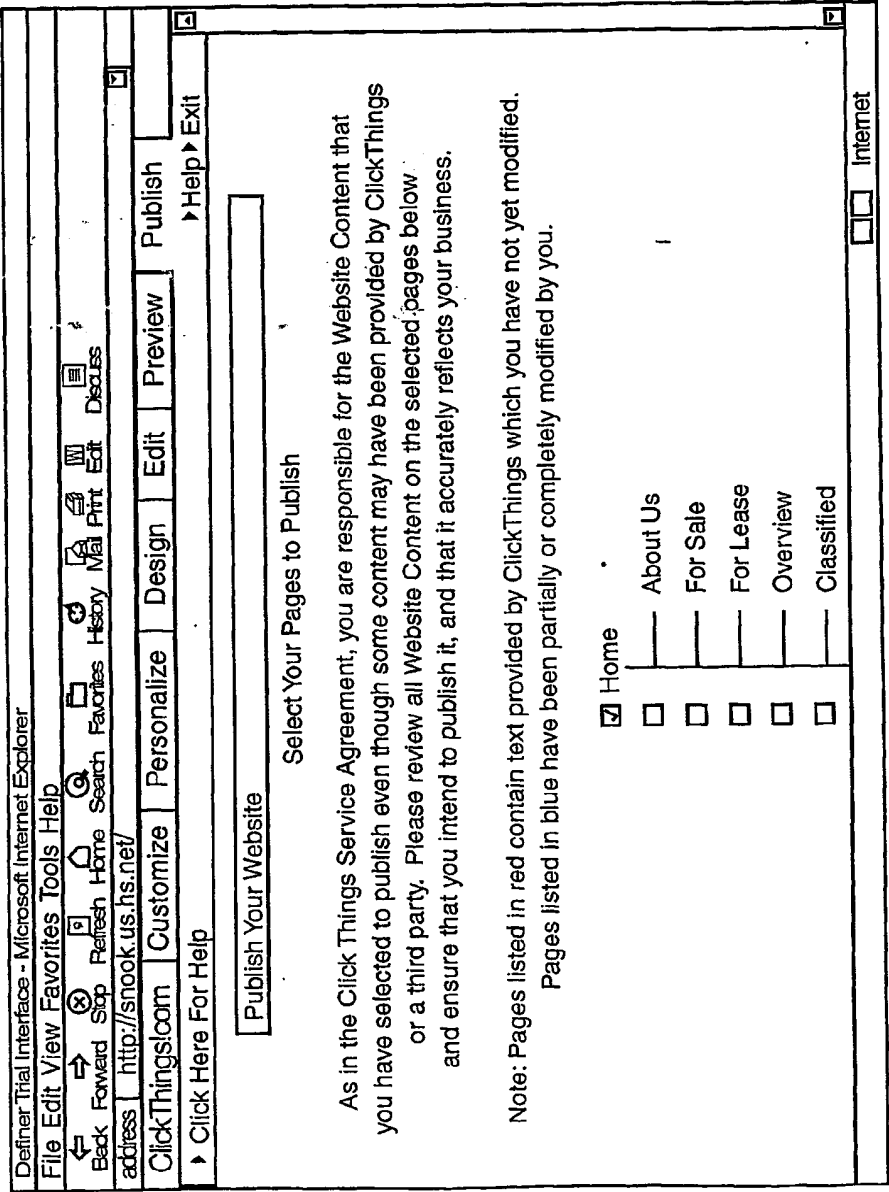 Definer Trial Interface - Microsoft Internet Explorer
File Edit View Favorites Tools Help
Back Forward Stop Refresh Home Search Favorites History Mail Print Edit Discuss
address http://snook.us.hs.net/
ClickThings!com Customize Personalize Design Edit Preview Publish
Click Here For Help Help Exit
Publish Your Website
Select Your Pages to Publish
As in the Click Things Service Agreement, you are responsible for the Website Content that
you have selected to publish even though some content may have been provided by ClickThings
or a third party. Please review all Website Content on the selected pages below
and ensure that you intend to publish it, and that it accurately reflects your business.
Note: Pages listed in red contain text provided by ClickThings which you have not yet modified.
Pages listed in blue have been partially or completely modified by you.
Home
About Us
For Sale
For Lease
Overview
Classified
Internet